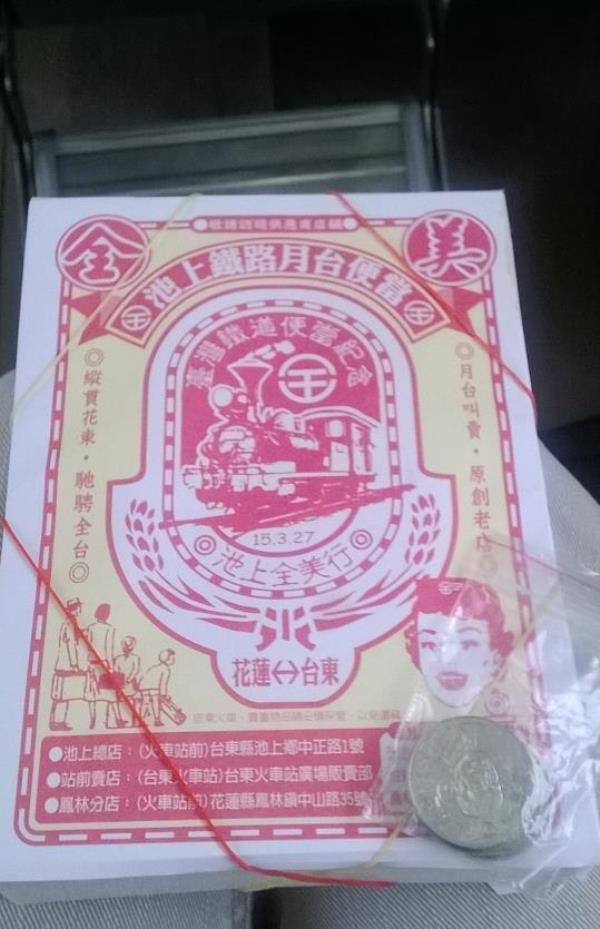 全
美
池上鐵路月台便當
臺灣鐵道便當紀念
◎縱貫花東・馳騁全台◎
◎月台叫賣・原創老店
15.3.27
◎池上全美行◎
花蓮↔台東
●池上總店：(火車站前)台東縣池上鄉中正路1號
●站前賣店：(台東火車站)台東火車站廣場販賣部
●鳳林分店：(火車站前)花蓮縣鳳林鎮中山路35號